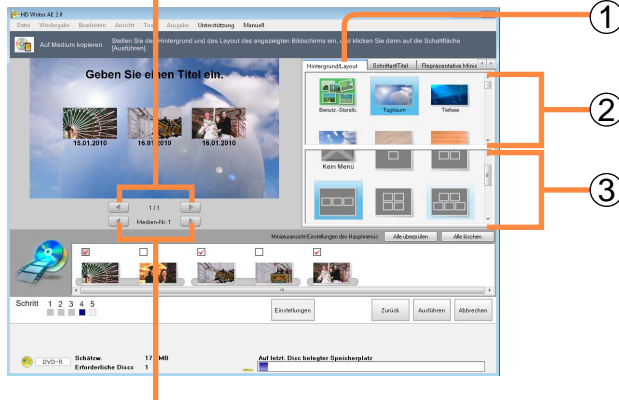 HD Writer AE 2.0
Datei Wiedergabe Bearbeiten Ansicht Tools Ausgabe Unterstützung Manuell
Auf Medium kopieren
Stellen Sie den Hintergrund und das Layout des angezeigten Bildschirms ein, und klicken Sie dann auf die Schaltfläche
[Ausführen].
Geben Sie einen Titel ein.
15.01.2010 16.01.2010 16.01.2010
1 / 1
Medien-Nr. 1
Hintergrund/Layout Schriftart/Titel Repräsentative Minia
Benutz.-Standb. Tagtraum Tiefsee
Kein Menü
1
2
3
Miniaturansicht-Einstellungen des Hauptmenüs: Alle überprüfen Alle löschen
Schritt 1 2 3 4 5
Einstellungen Zurück Ausführen Abbrechen
DVD-R
Schätzw. MB
Erforderliche Discs 1
Auf letzt. Disc belegter Speicherplatz